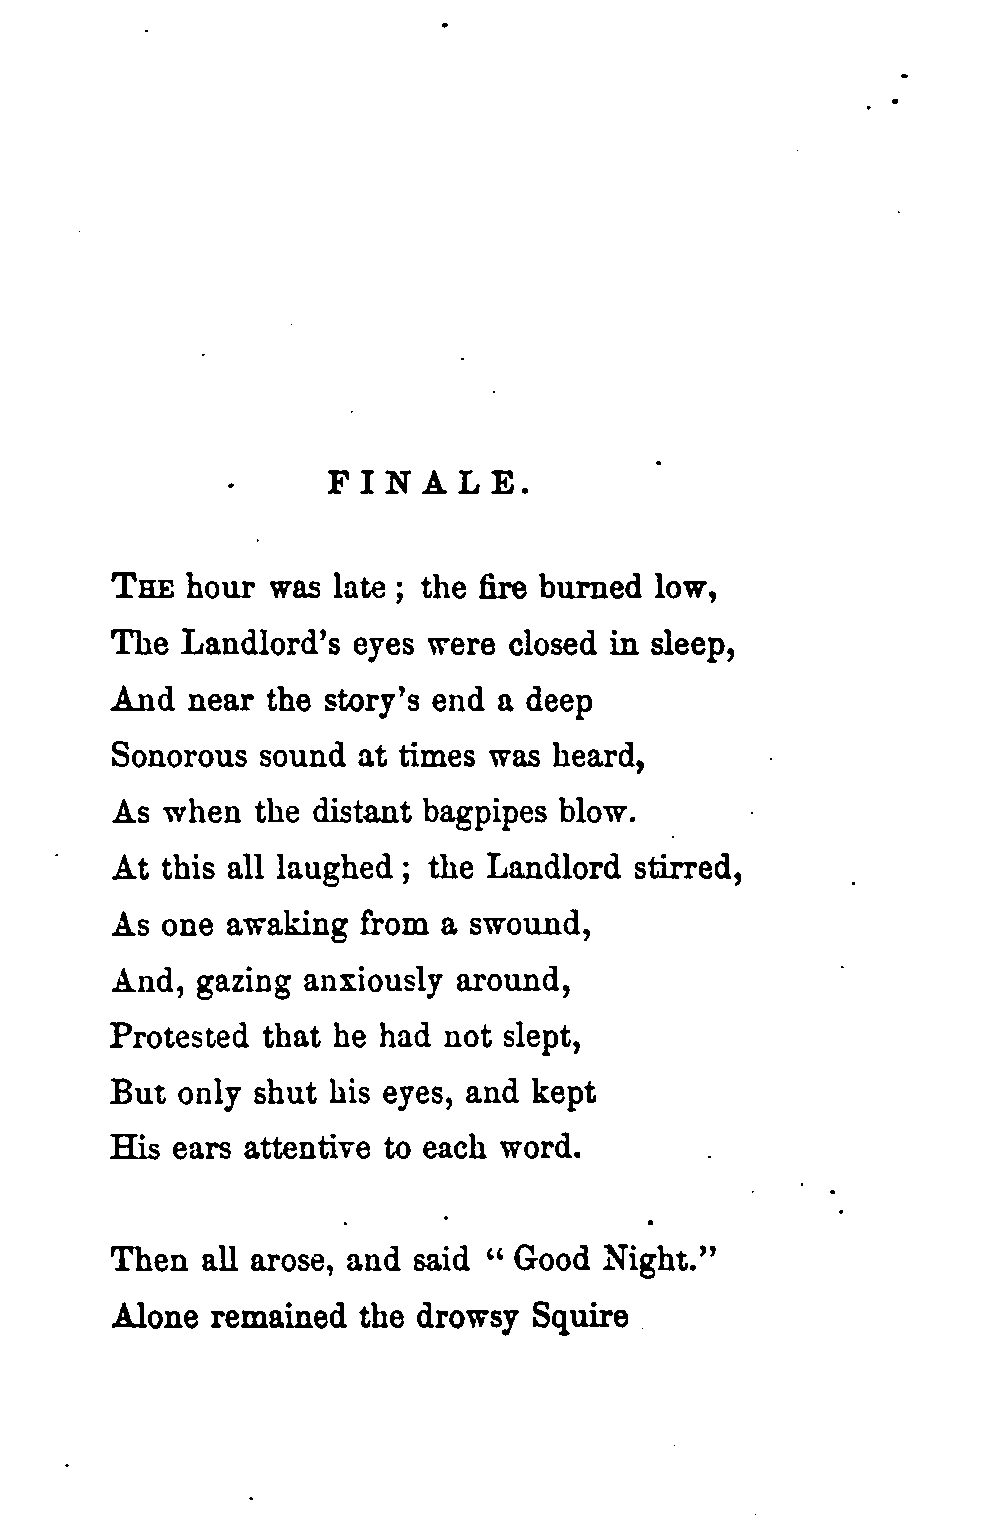 FINALE.
THE hour was late; the fire burned low,
The Landlord's eyes were closed in sleep,
And near the story's end a deep
Sonorous sound at times was heard,
As when the distant bagpipes blow.
At this all laughed; the Landlord stirred,
As one awaking from a swound,
And, gazing anxiously around,
Protested that he had not slept,
But only shut his eyes, and kept
His ears attentive to each word.
Then all arose, and said "Good Night."
Alone remained the drowsy Squire